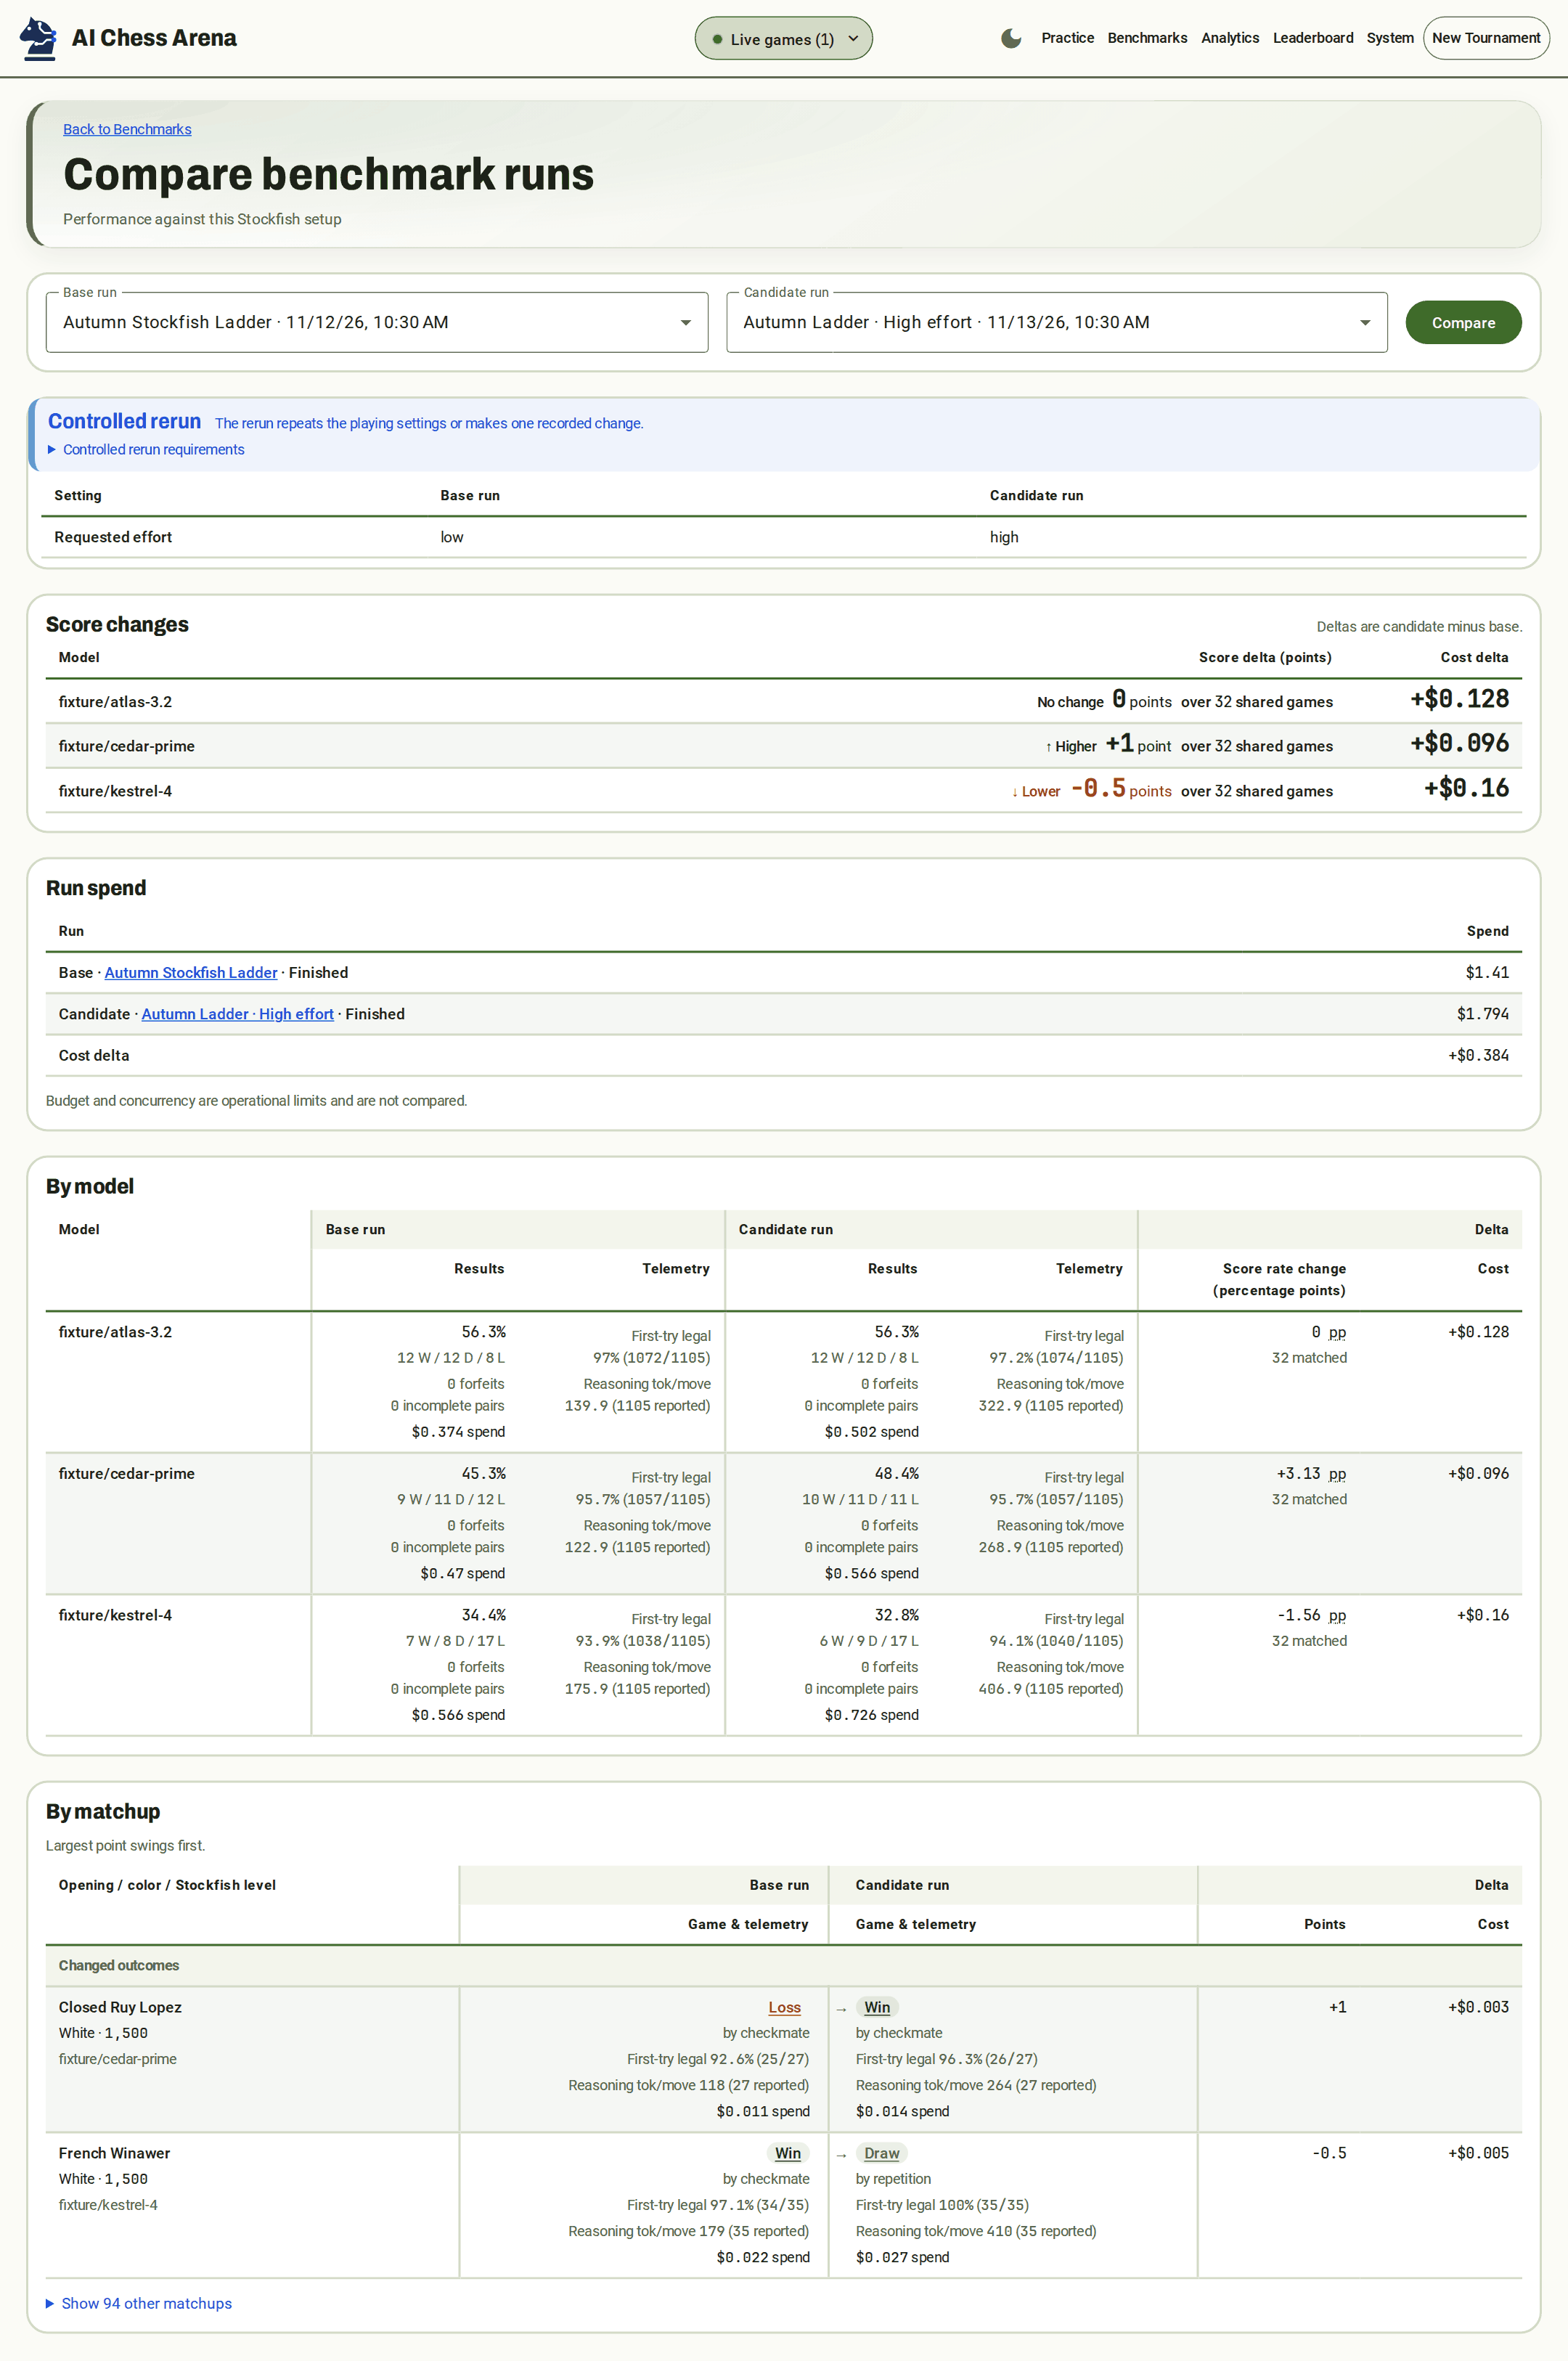 AI Chess Arena
Live games (1)
Practice Benchmarks Analytics Leaderboard System New Tournament
Back to Benchmarks
Compare benchmark runs
Performance against this Stockfish setup
Base run
Autumn Stockfish Ladder · 11/12/26, 10:30 AM
Candidate run
Autumn Ladder · High effort · 11/13/26, 10:30 AM
Compare
Controlled rerun The rerun repeats the playing settings or makes one recorded change.
▶ Controlled rerun requirements
Setting Base run Candidate run
Requested effort low high
Score changes Deltas are candidate minus base.
Model Score delta (points) Cost delta
fixture/atlas-3.2 No change 0 points over 32 shared games +$0.128
fixture/cedar-prime ↑ Higher +1 point over 32 shared games +$0.096
fixture/kestrel-4 ↓ Lower -0.5 points over 32 shared games +$0.16
Run spend
Run Spend
Base · Autumn Stockfish Ladder · Finished $1.41
Candidate · Autumn Ladder · High effort · Finished $1.794
Cost delta +$0.384
Budget and concurrency are operational limits and are not compared.
By model
Model Base run Candidate run Delta
Results Telemetry Results Telemetry Score rate change Cost
(percentage points)
fixture/atlas-3.2 56.3% First-try legal 56.3% First-try legal 0 pp +$0.128
12 W / 12 D / 8 L 97% (1072/1105) 12 W / 12 D / 8 L 97.2% (1074/1105) 32 matched
0 forfeits Reasoning tok/move 0 forfeits Reasoning tok/move
0 incomplete pairs 139.9 (1105 reported) 0 incomplete pairs 322.9 (1105 reported)
$0.374 spend $0.502 spend
fixture/cedar-prime 45.3% First-try legal 48.4% First-try legal +3.13 pp +$0.096
9 W / 11 D / 12 L 95.7% (1057/1105) 10 W / 11 D / 11 L 95.7% (1057/1105) 32 matched
0 forfeits Reasoning tok/move 0 forfeits Reasoning tok/move
0 incomplete pairs 122.9 (1105 reported) 0 incomplete pairs 268.9 (1105 reported)
$0.47 spend $0.566 spend
fixture/kestrel-4 34.4% First-try legal 32.8% First-try legal -1.56 pp +$0.16
7 W / 8 D / 17 L 93.9% (1038/1105) 6 W / 9 D / 17 L 94.1% (1040/1105) 32 matched
0 forfeits Reasoning tok/move 0 forfeits Reasoning tok/move
0 incomplete pairs 175.9 (1105 reported) 0 incomplete pairs 406.9 (1105 reported)
$0.566 spend $0.726 spend
By matchup
Largest point swings first.
Opening / color / Stockfish level Base run Candidate run Delta
Game & telemetry Game & telemetry Points Cost
Changed outcomes
Closed Ruy Lopez Loss → Win +1 +$0.003
White · 1,500 by checkmate by checkmate
fixture/cedar-prime First-try legal 92.6% (25/27) First-try legal 96.3% (26/27)
Reasoning tok/move 118 (27 reported) Reasoning tok/move 264 (27 reported)
$0.011 spend $0.014 spend
French Winawer Win → Draw -0.5 +$0.005
White · 1,500 by checkmate by repetition
fixture/kestrel-4 First-try legal 97.1% (34/35) First-try legal 100% (35/35)
Reasoning tok/move 179 (35 reported) Reasoning tok/move 410 (35 reported)
$0.022 spend $0.027 spend
▶ Show 94 other matchups